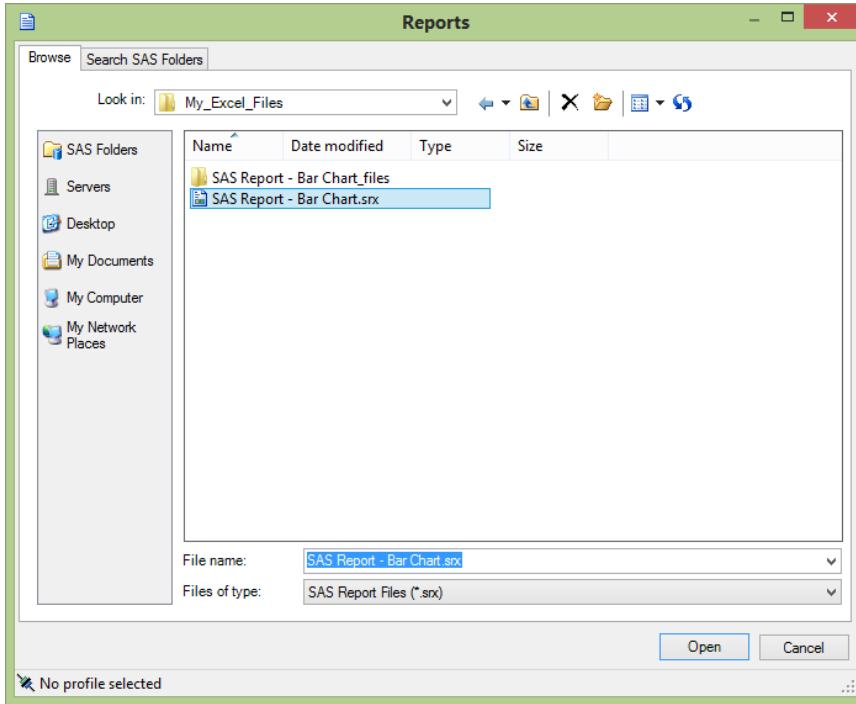 Reports
Browse
Search SAS Folders
Look in:
My_Excel_Files
SAS Folders
Servers
Desktop
My Documents
My Computer
My Network
Places
Name
Date modified
Type
Size
SAS Report - Bar Chart_files
SAS Report - Bar Chart.srx
File name:
SAS Report - Bar Chart.srx
Files of type:
SAS Report Files (*.srx)
Open
Cancel
No profile selected